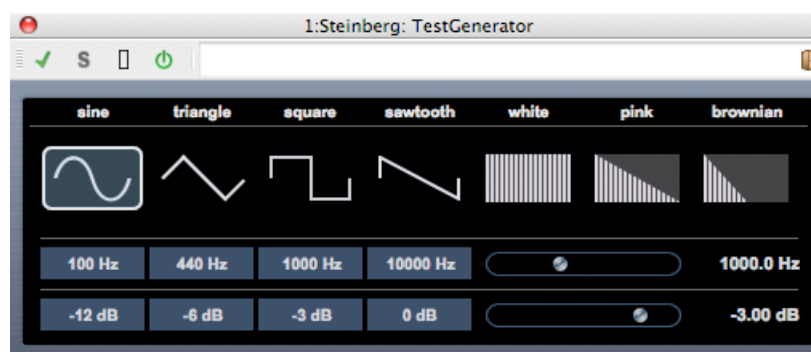 1:Steinberg: TestGenerator
S
sine triangle square sawtooth white pink brownian
100 Hz 440 Hz 1000 Hz 10000 Hz 1000.0 Hz
-12 dB -6 dB -3 dB 0 dB -3.00 dB